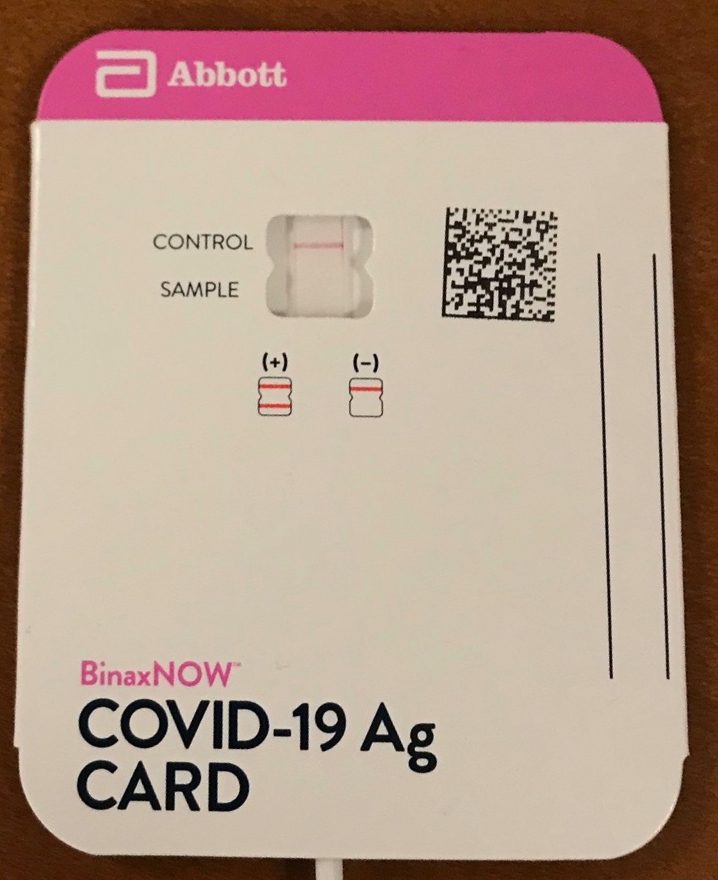 Abbott
CONTROL
SAMPLE
(+) (-)
BinaxNOW™
COVID-19 Ag
CARD